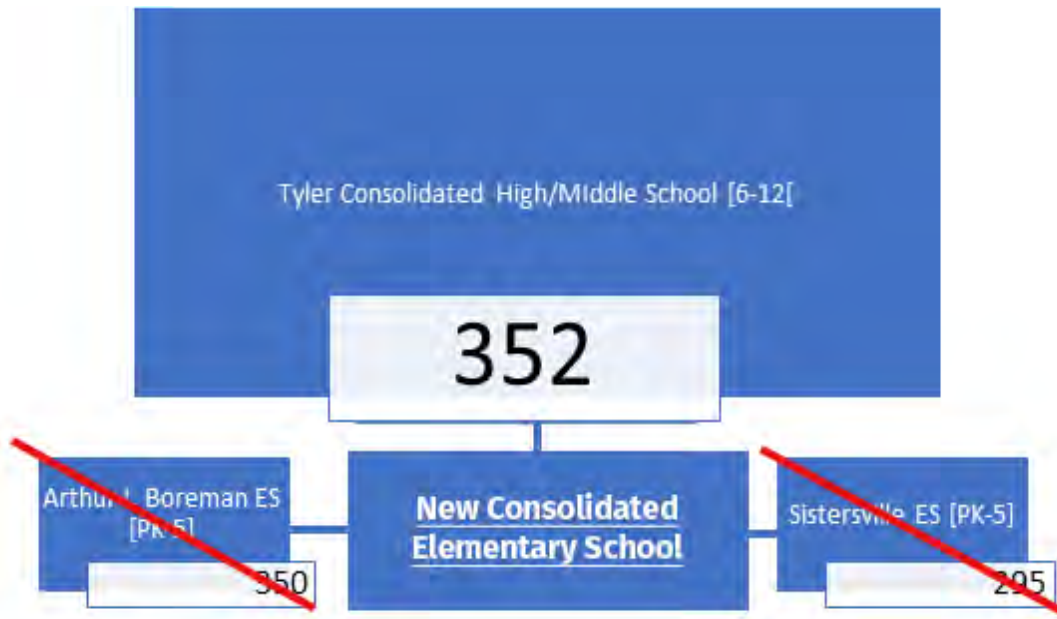 Tyler Consolidated High/MIddle School [6-12[
352
Arthur I. Boreman ES
[PK-5]
350
New Consolidated
Elementary School
Sistersville ES [PK-5]
295